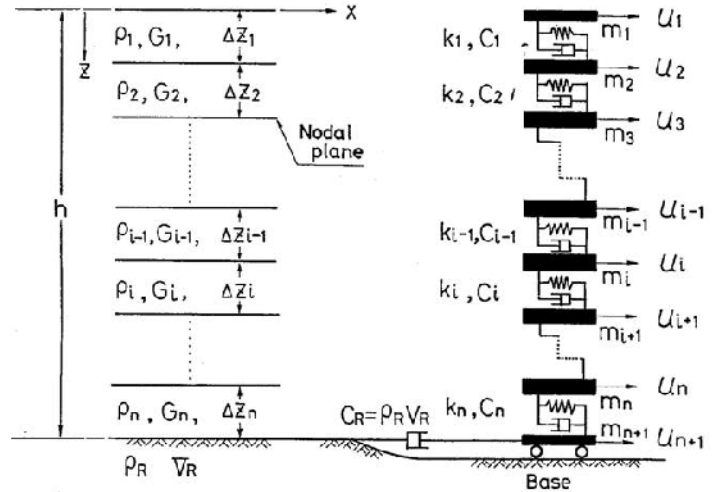 X
z
h
ρ1, G1, ΔZ1
ρ2, G2, ΔZ2
Nodal
plane
ρi-1, Gi-1, ΔZi-1
ρi, Gi, ΔZi
ρn, Gn, ΔZn
ρR V̄R
CR=ρRVR
k1, C1
k2, C2
ki-1, Ci-1
ki, Ci
kn, Cn
m1 u1
m2 u2
m3 u3
mi-1 ui-1
mi ui
mi+1 ui+1
mn un
mn+1 un+1
Base